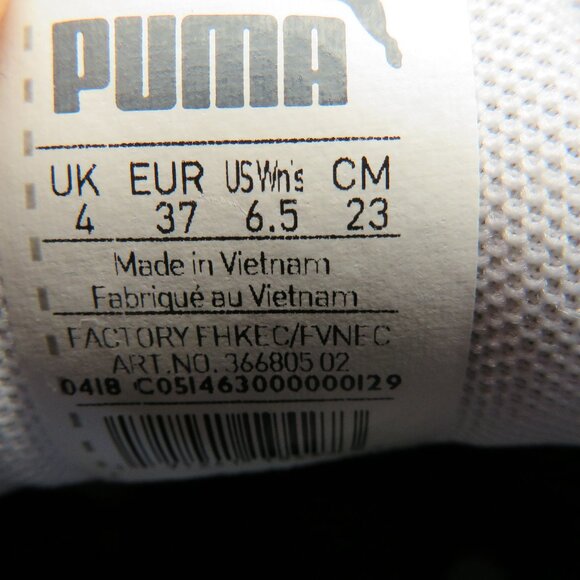 PUMA
UK EUR US Wn's CM
4 37 6.5 23
Made in Vietnam
Fabriqué au Vietnam
FACTORY FHKEC/FVNEC
ART.NO. 366805 02
0418 C051463000000129